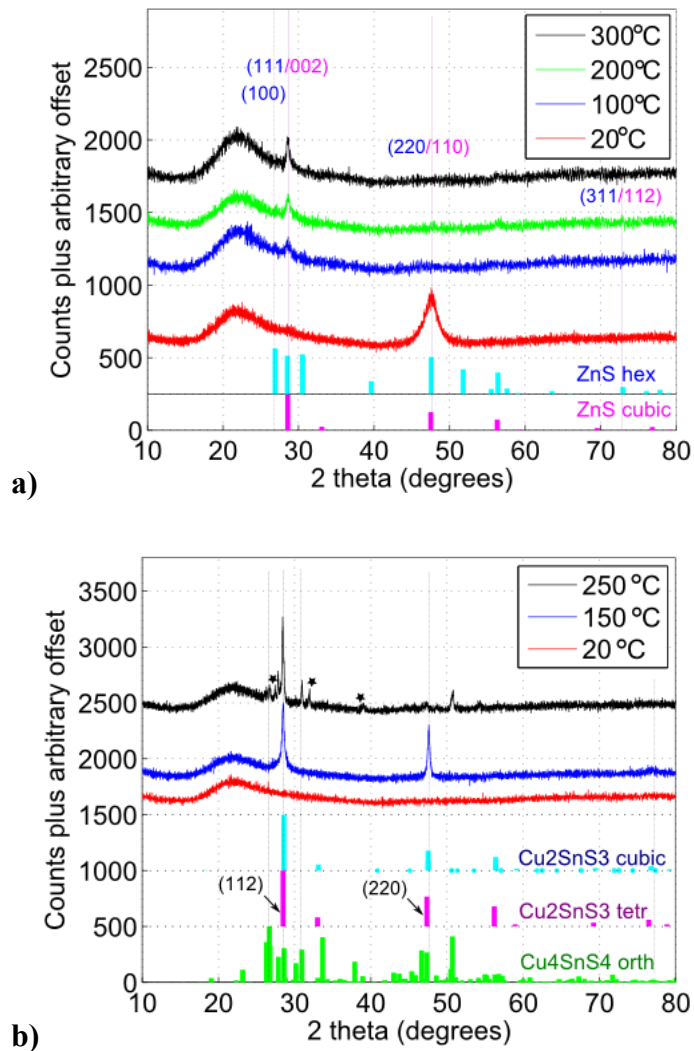 2500
2000
1500
1000
500
0
Counts plus arbitrary offset
(111/002)
(100)
(220/110)
(311/112)
300°C
200°C
100°C
20°C
ZnS hex
ZnS cubic
10 20 30 40 50 60 70 80
2 theta (degrees)
a)
3500
3000
2500
2000
1500
1000
500
0
Counts plus arbitrary offset
250 °C
150 °C
20 °C
Cu2SnS3 cubic
(112)
(220)
Cu2SnS3 tetr
Cu4SnS4 orth
10 20 30 40 50 60 70 80
2 theta (degrees)
b)